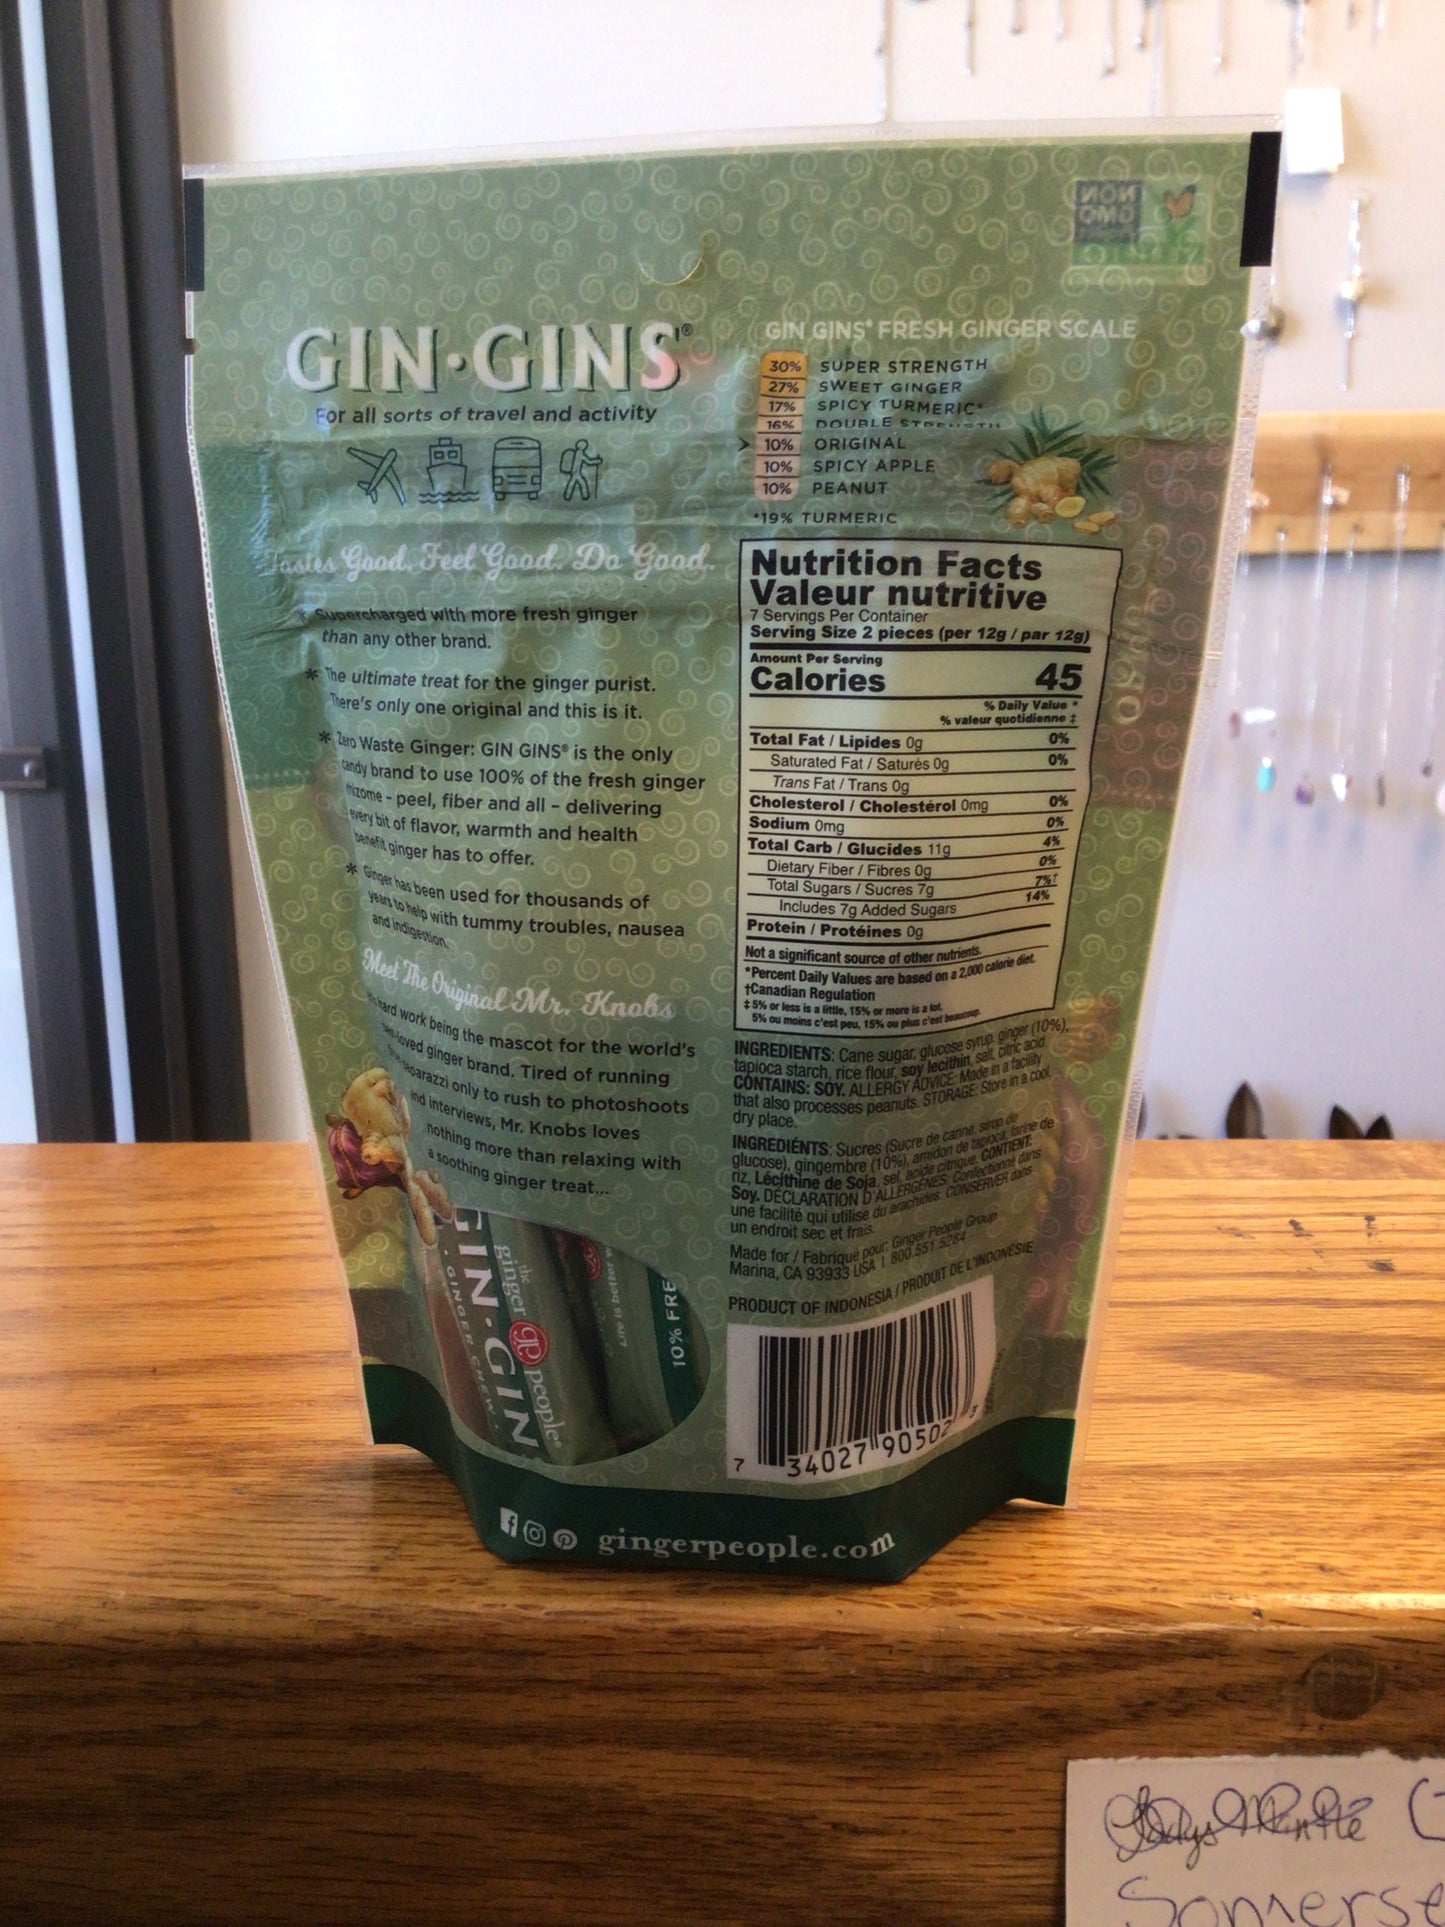 GIN·GINS®
For all sorts of travel and activity
Tastes Good. Feel Good. Do Good.
* Supercharged with more fresh ginger
than any other brand.
* The ultimate treat for the ginger purist.
There's only one original and this is it.
* Zero Waste Ginger: GIN GINS® is the only
candy brand to use 100% of the fresh ginger
rhizome - peel, fiber and all – delivering
every bit of flavor, warmth and health
benefit ginger has to offer.
* Ginger has been used for thousands of
years to help with tummy troubles, nausea
and indigestion.
Meet The Original Mr. Knobs
It's hard work being the mascot for the world's
best-loved ginger brand. Tired of running
from paparazzi only to rush to photoshoots
and interviews, Mr. Knobs loves
nothing more than relaxing with
a soothing ginger treat...
GIN·GIN
GINGER CHEW
the ginger gp people®
Life is better w
10% FRE
gingerpeople.com
NON
GMO
GIN GINS® FRESH GINGER SCALE
30% SUPER STRENGTH
27% SWEET GINGER
17% SPICY TURMERIC*
16% DOUBLE STRENGTH
10% ORIGINAL
10% SPICY APPLE
10% PEANUT
*19% TURMERIC
Nutrition Facts
Valeur nutritive
7 Servings Per Container
Serving Size 2 pieces (per 12g / par 12g)
Amount Per Serving
Calories 45
% Daily Value *
% valeur quotidienne ‡
Total Fat / Lipides 0g 0%
Saturated Fat / Saturés 0g 0%
Trans Fat / Trans 0g
Cholesterol / Cholestérol 0mg 0%
Sodium 0mg 0%
Total Carb / Glucides 11g 4%
Dietary Fiber / Fibres 0g 0%
Total Sugars / Sucres 7g 7%†
Includes 7g Added Sugars 14%
Protein / Protéines 0g
Not a significant source of other nutrients.
*Percent Daily Values are based on a 2,000 calorie diet.
†Canadian Regulation
‡ 5% or less is a little, 15% or more is a lot.
5% ou moins c'est peu, 15% ou plus c'est beaucoup.
INGREDIENTS: Cane sugar, glucose syrup, ginger (10%),
tapioca starch, rice flour, soy lecithin, salt, citric acid.
CONTAINS: SOY. ALLERGY ADVICE: Made in a facility
that also processes peanuts. STORAGE: Store in a cool,
dry place.
INGREDIÉNTS: Sucres (Sucre de canne, sirop de
glucose), gingembre (10%), amidon de tapioca, farine de
riz, Lécithine de Soja, sel, acide citrique. CONTIENT:
Soy. DÉCLARATION D'ALLERGÈNES: Confectionné dans
une facilité qui utilise du arachides. CONSERVER dans
un endroit sec et frais.
Made for / Fabriqué pour: Ginger People Group
Marina, CA 93933 USA | 800.551.5284
PRODUCT OF INDONESIA / PRODUIT DE L'INDONÉSIE
7 34027 90502 3
Somerse